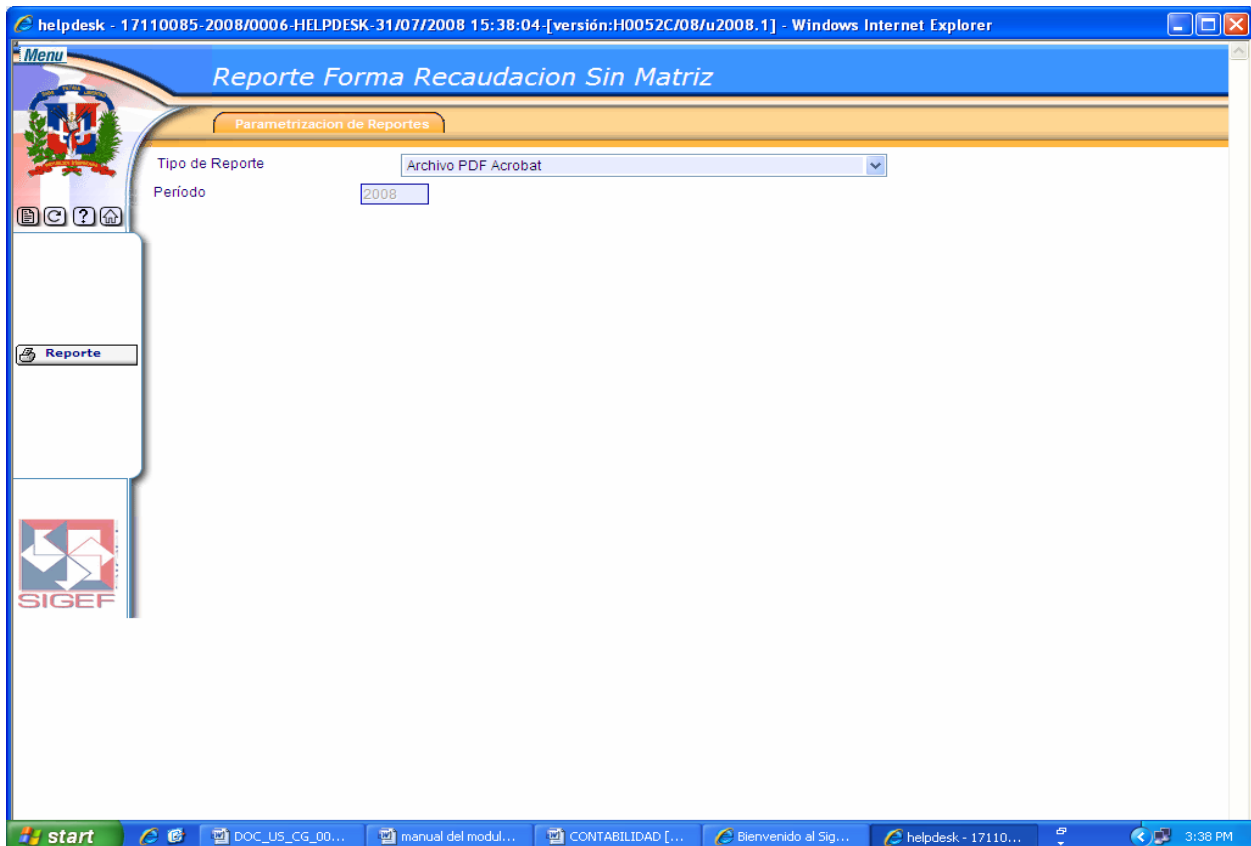 helpdesk - 17110085-2008/0006-HELPDESK-31/07/2008 15:38:04-[versión:H0052C/08/u2008.1] - Windows Internet Explorer
Menu
Reporte Forma Recaudacion Sin Matriz
Parametrizacion de Reportes
Tipo de Reporte Archivo PDF Acrobat
Período 2008
Reporte
SIGEF
start DOC_US_CG_00... manual del modul... CONTABILIDAD [... Bienvenido al Sig... helpdesk - 17110... 3:38 PM